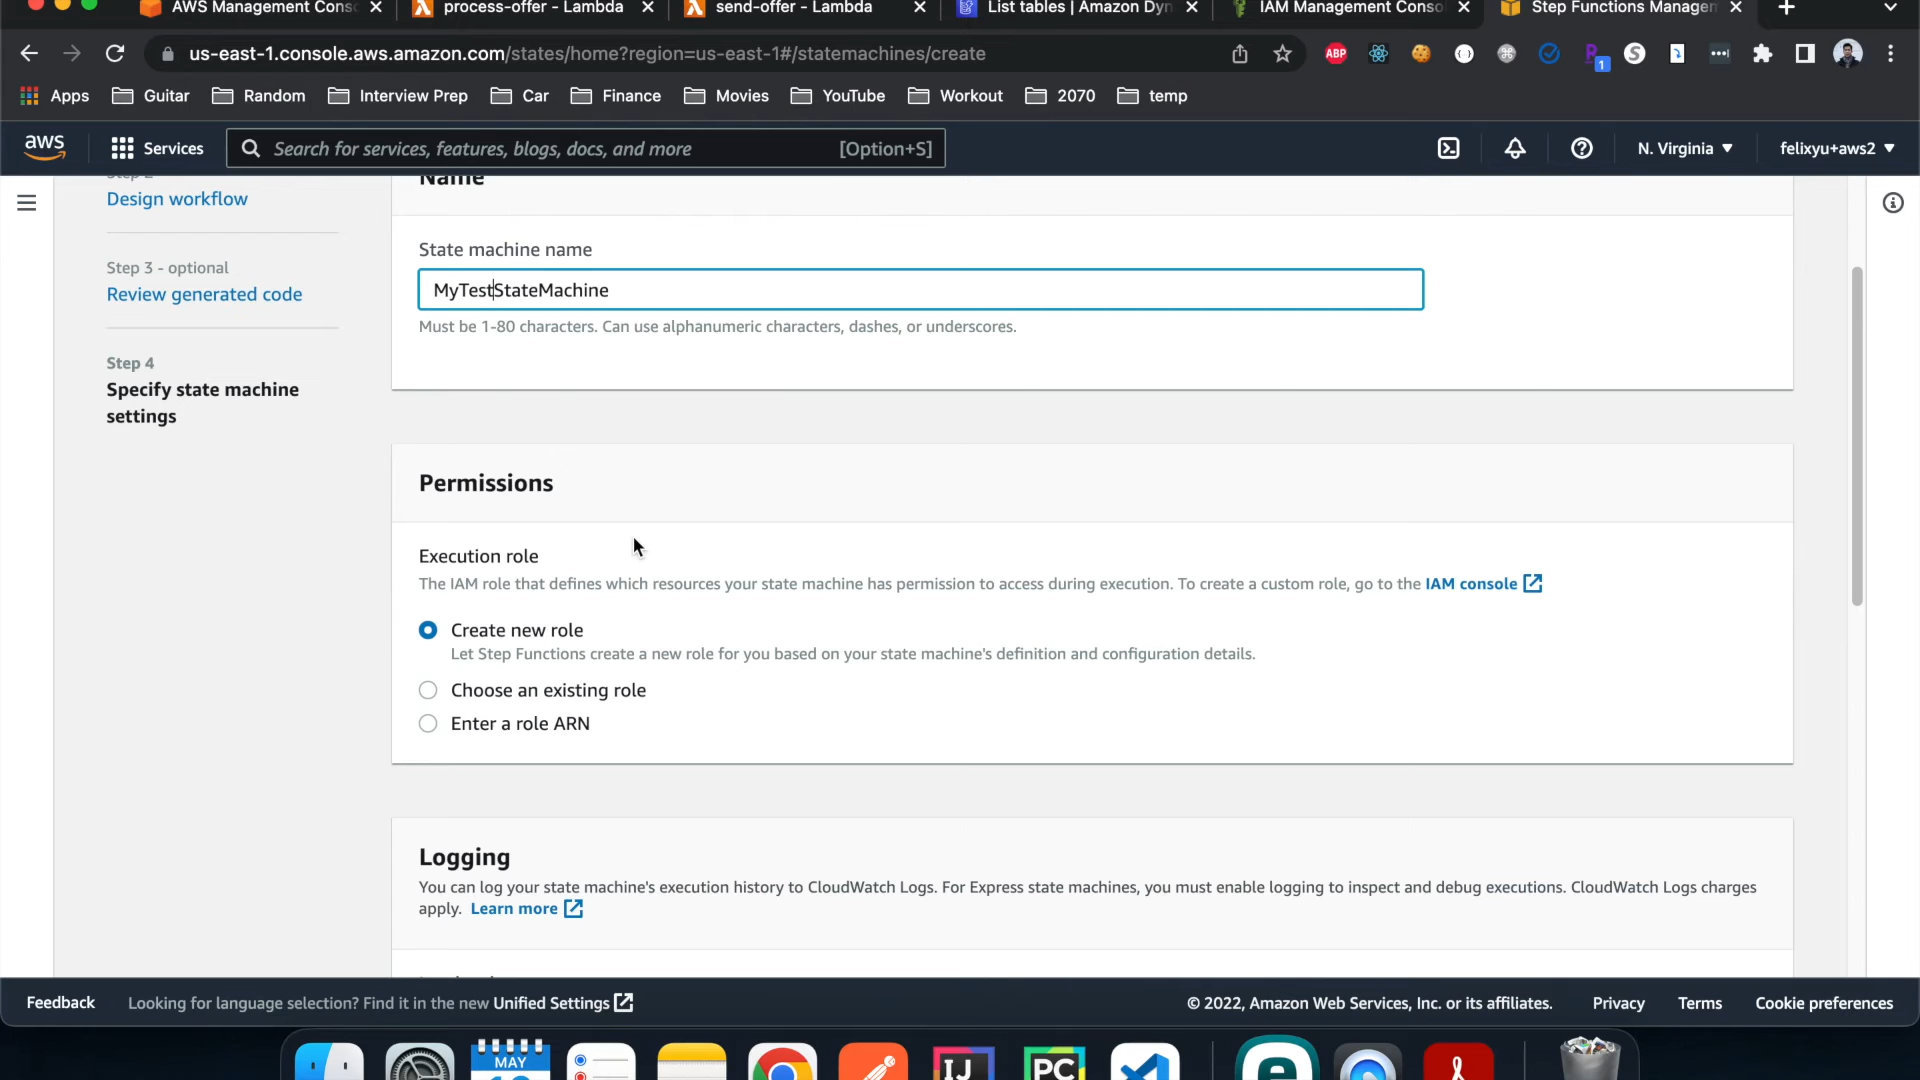 AWS Management Cons
process-offer - Lambda
send-offer - Lambda
List tables | Amazon Dyn
IAM Management Conso
Step Functions Managem
us-east-1.console.aws.amazon.com/states/home?region=us-east-1#/statemachines/create
ABP
1
Apps
Guitar
Random
Interview Prep
Car
Finance
Movies
YouTube
Workout
2070
temp
aws
Services
Search for services, features, blogs, docs, and more
[Option+S]
N. Virginia
felixyu+aws2
Step 2
Design workflow
Step 3 - optional
Review generated code
Step 4
Specify state machine
settings
Name
State machine name
MyTestStateMachine
Must be 1-80 characters. Can use alphanumeric characters, dashes, or underscores.
Permissions
Execution role
The IAM role that defines which resources your state machine has permission to access during execution. To create a custom role, go to the IAM console
Create new role
Let Step Functions create a new role for you based on your state machine's definition and configuration details.
Choose an existing role
Enter a role ARN
Logging
You can log your state machine's execution history to CloudWatch Logs. For Express state machines, you must enable logging to inspect and debug executions. CloudWatch Logs charges
apply. Learn more
Feedback
Looking for language selection? Find it in the new Unified Settings
© 2022, Amazon Web Services, Inc. or its affiliates.
Privacy
Terms
Cookie preferences
MAY
IJ
PC